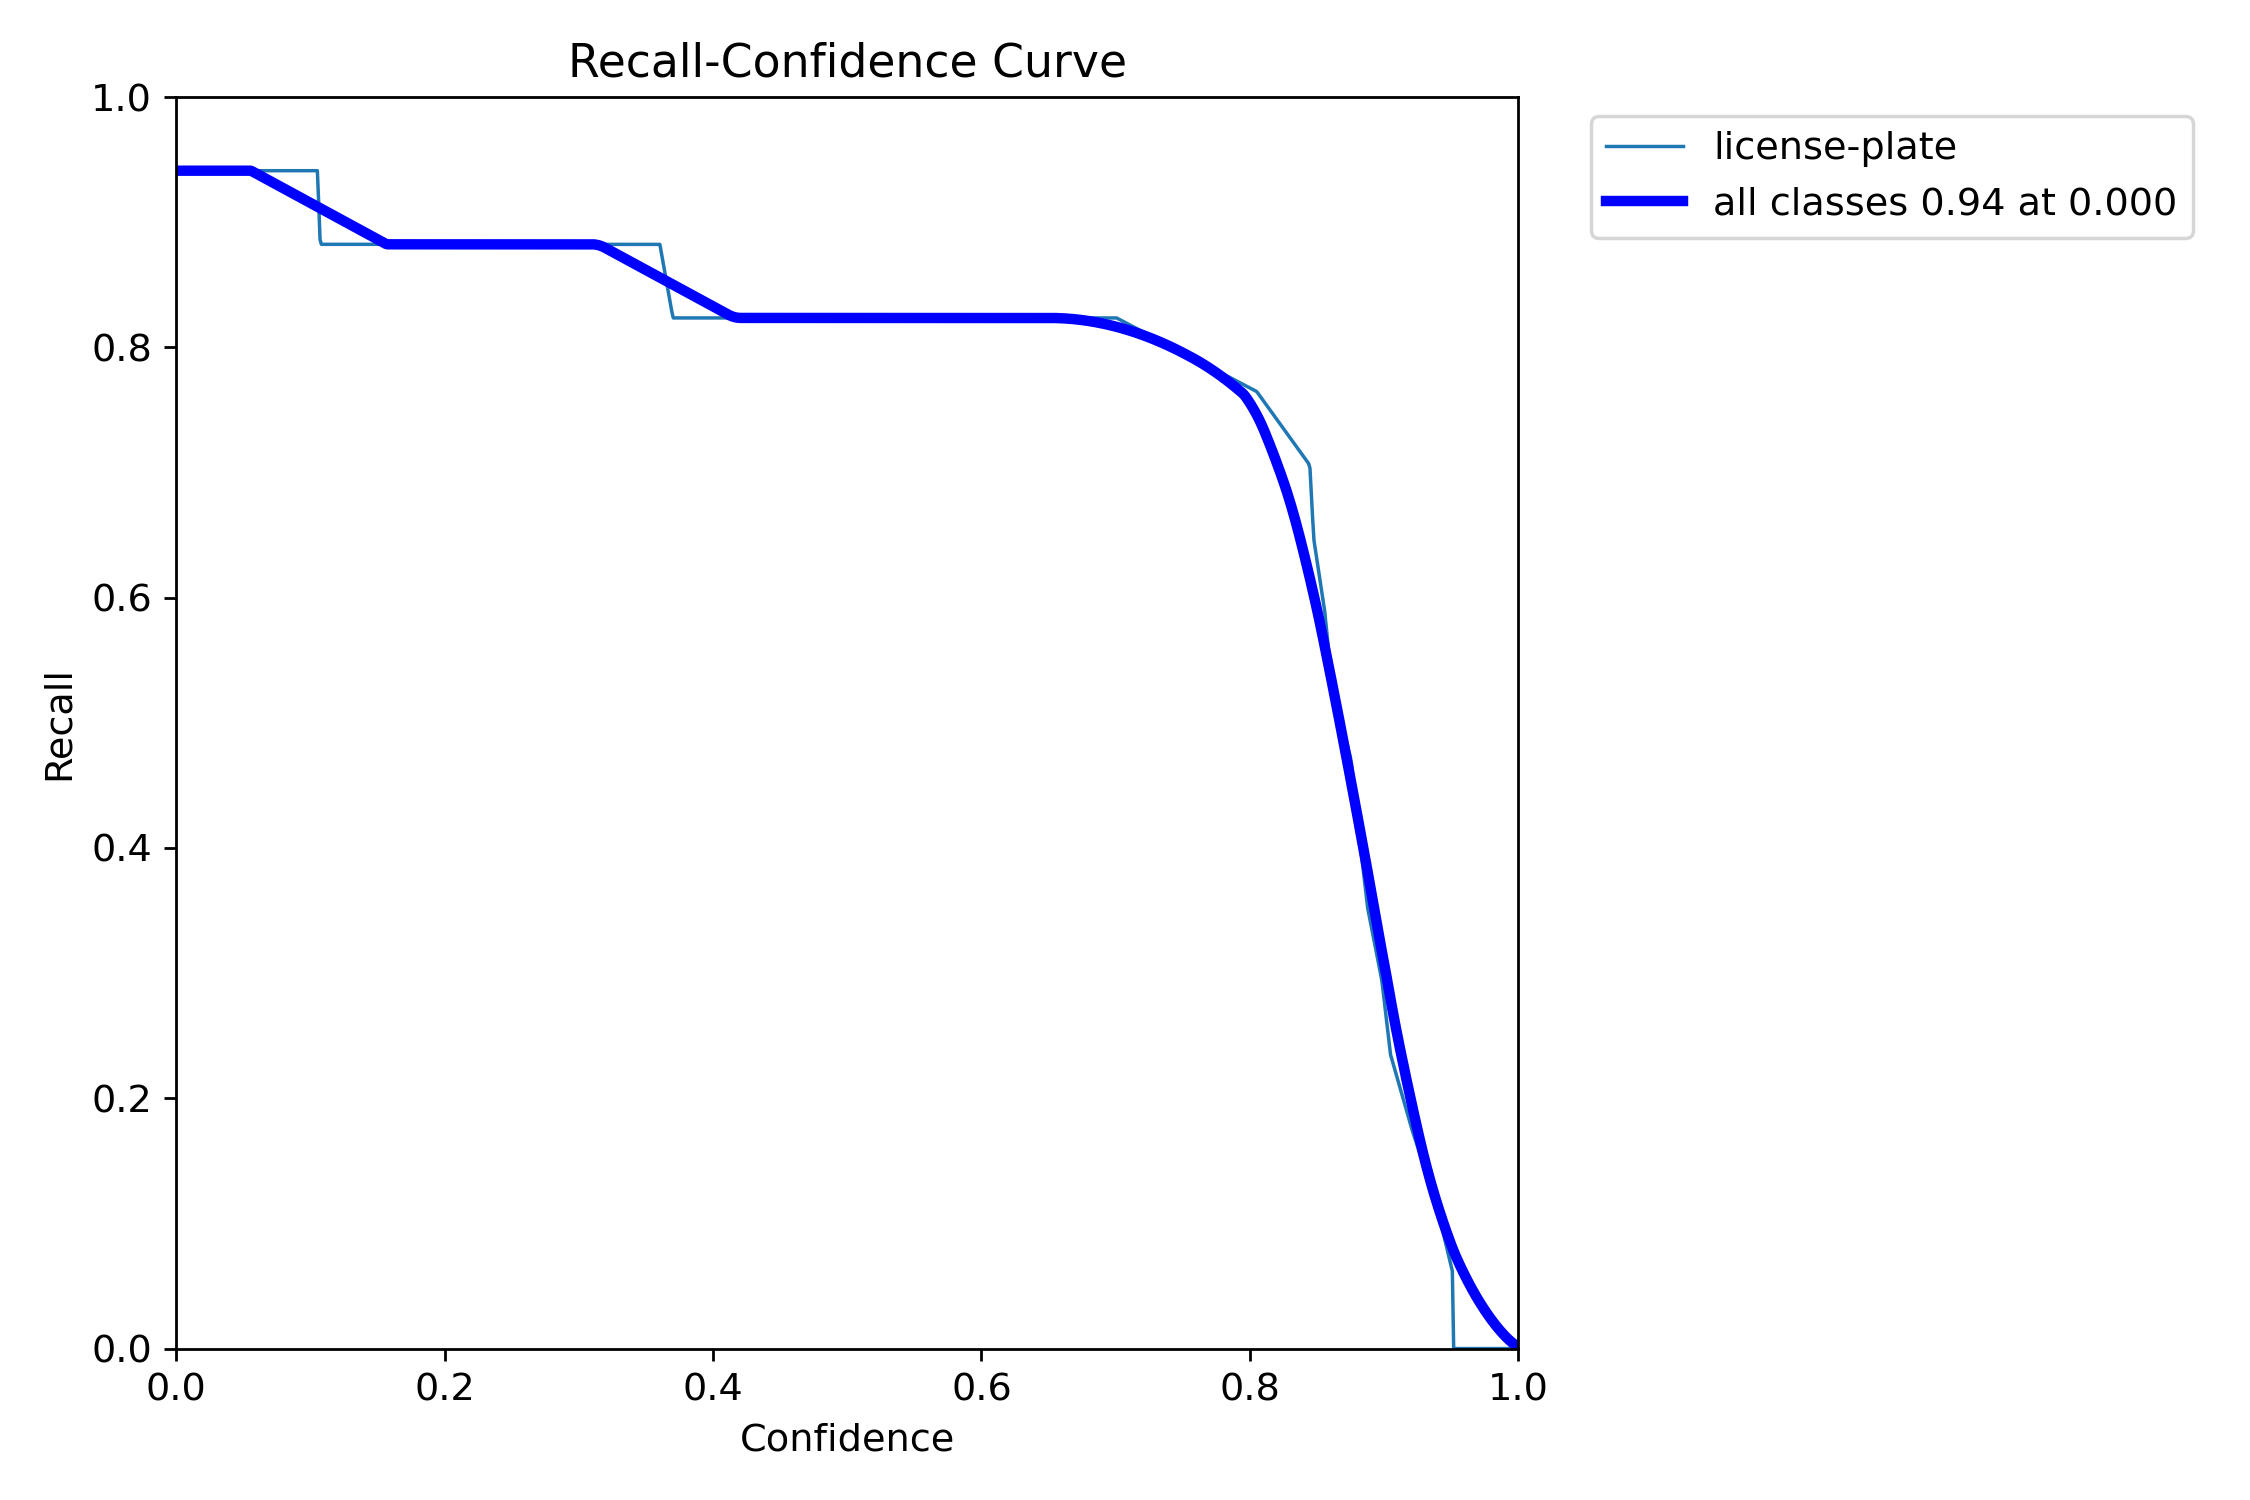 Recall-Confidence Curve
1.0
0.8
0.6
0.4
0.2
0.0
Recall
0.0 0.2 0.4 0.6 0.8 1.0
Confidence
license-plate
all classes 0.94 at 0.000